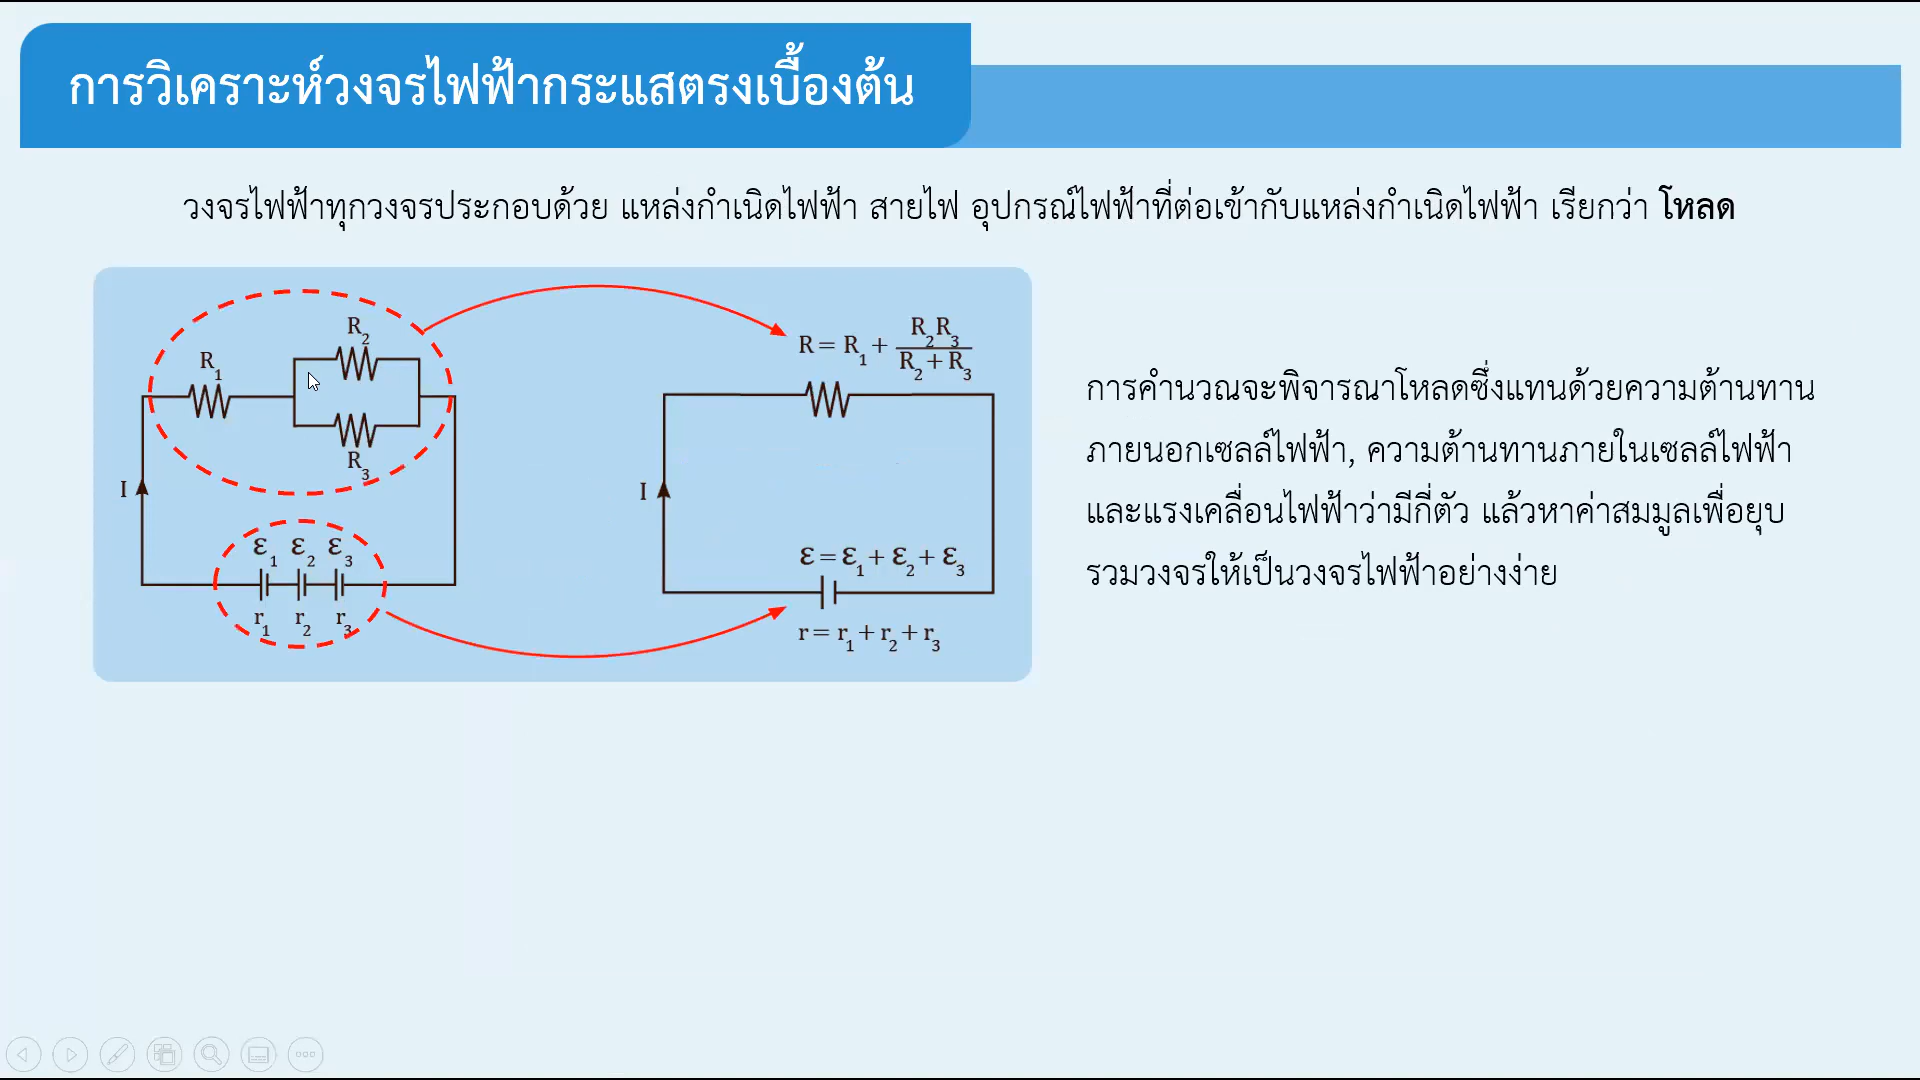 การวิเคราะห์วงจรไฟฟ้ากระแสตรงเบื้องต้น
วงจรไฟฟ้าทุกวงจรประกอบด้วย แหล่งกำเนิดไฟฟ้า สายไฟ อุปกรณ์ไฟฟ้าที่ต่อเข้ากับแหล่งกำเนิดไฟฟ้า เรียกว่า โหลด
R₁
R₂
R₃
I
ε₁ ε₂ ε₃
r₁ r₂ r₃
R = R₁ + R₂R₃ / (R₂ + R₃)
I
ε = ε₁ + ε₂ + ε₃
r = r₁ + r₂ + r₃
การคำนวณจะพิจารณาโหลดซึ่งแทนด้วยความต้านทาน
ภายนอกเซลล์ไฟฟ้า, ความต้านทานภายในเซลล์ไฟฟ้า
และแรงเคลื่อนไฟฟ้าว่ามีกี่ตัว แล้วหาค่าสมมูลเพื่อยุบ
รวมวงจรให้เป็นวงจรไฟฟ้าอย่างง่าย